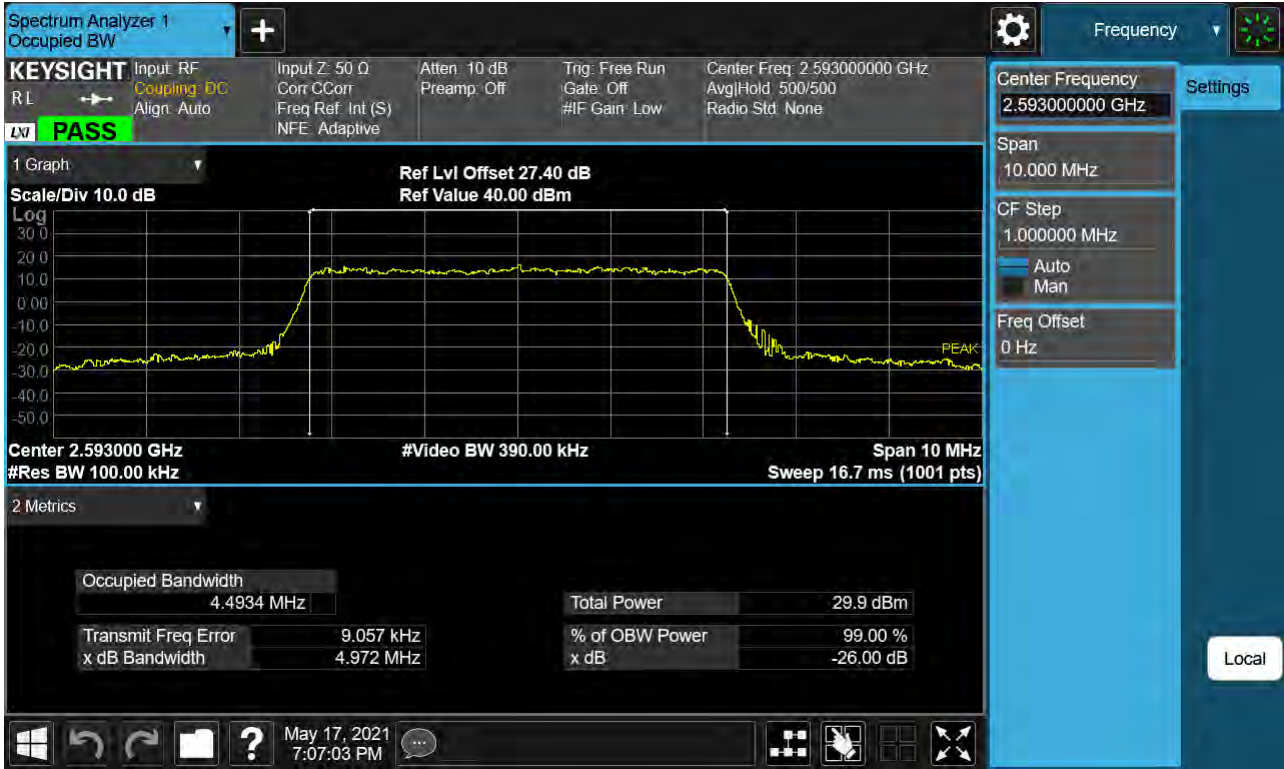 Spectrum Analyzer 1
Occupied BW
Frequency
KEYSIGHT
R L
LXI
PASS
Input: RF
Coupling: DC
Align: Auto
Input Z: 50 Ω
Corr CCorr
Freq Ref: Int (S)
NFE: Adaptive
Atten: 10 dB
Preamp: Off
Trig: Free Run
Gate: Off
#IF Gain: Low
Center Freq: 2.593000000 GHz
Avg|Hold: 500/500
Radio Std: None
Center Frequency
2.593000000 GHz
Settings
Span
10.000 MHz
CF Step
1.000000 MHz
Auto
Man
Freq Offset
0 Hz
1 Graph
Scale/Div 10.0 dB
Ref Lvl Offset 27.40 dB
Ref Value 40.00 dBm
Log
30.0
20.0
10.0
0.00
-10.0
-20.0
-30.0
-40.0
-50.0
PEAK
Center 2.593000 GHz
#Video BW 390.00 kHz
Span 10 MHz
#Res BW 100.00 kHz
Sweep 16.7 ms (1001 pts)
2 Metrics
Occupied Bandwidth
4.4934 MHz
Total Power 29.9 dBm
Transmit Freq Error 9.057 kHz
% of OBW Power 99.00 %
x dB Bandwidth 4.972 MHz
x dB -26.00 dB
Local
May 17, 2021
7:07:03 PM